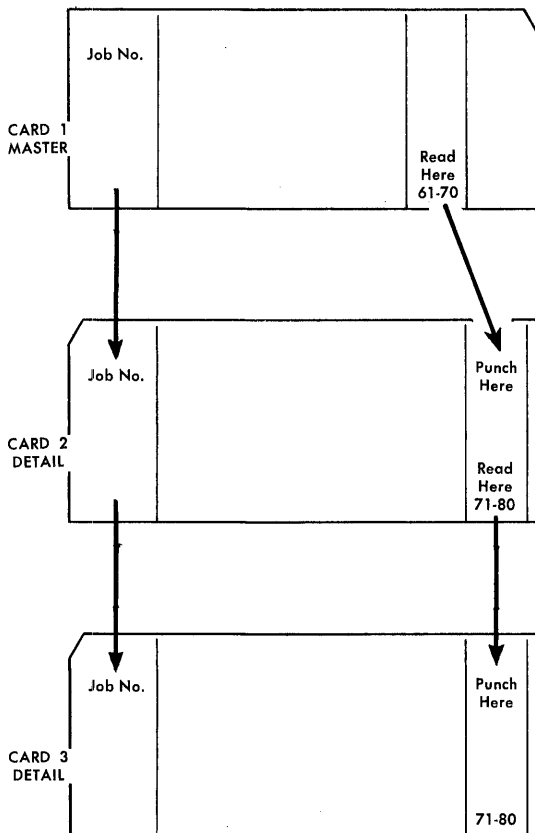 Job No.
CARD 1
MASTER
Read
Here
61-70
Job No.
Punch
Here
CARD 2
DETAIL
Read
Here
71-80
Job No.
Punch
Here
CARD 3
DETAIL
71-80